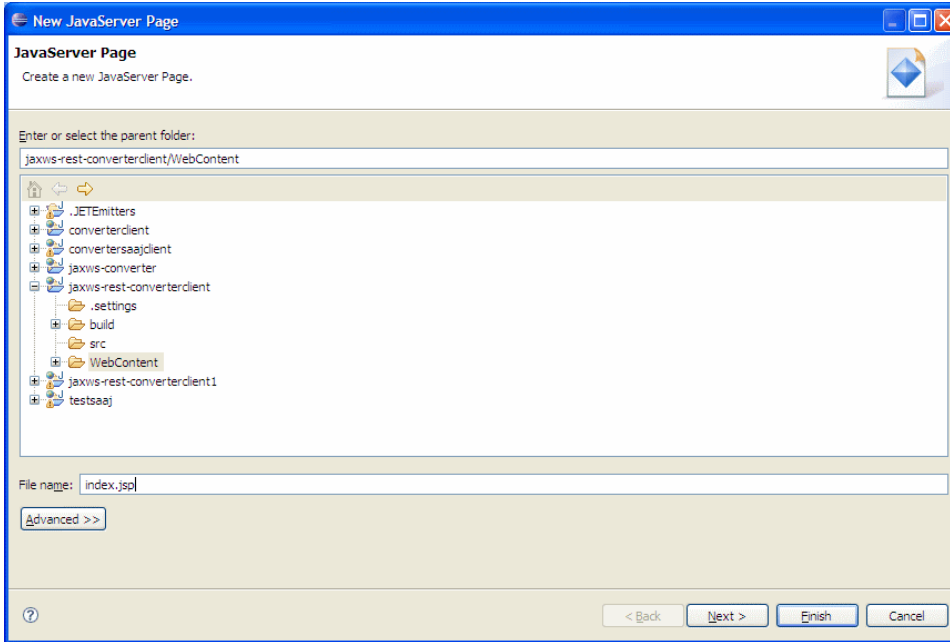 New JavaServer Page
JavaServer Page
Create a new JavaServer Page.
Enter or select the parent folder:
jaxws-rest-converterclient/WebContent
.JETEmitters
converterclient
convertersaajclient
jaxws-converter
jaxws-rest-converterclient
.settings
build
src
WebContent
jaxws-rest-converterclient1
testsaaj
File name: index.jsp
Advanced >>
< Back Next > Finish Cancel